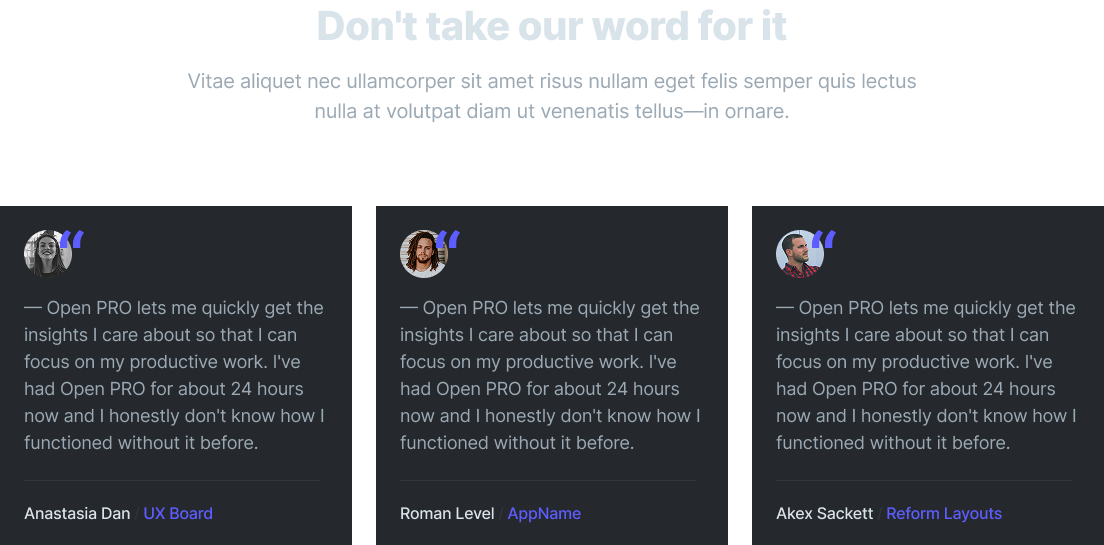 Don't take our word for it
Vitae aliquet nec ullamcorper sit amet risus nullam eget felis semper quis lectus
nulla at volutpat diam ut venenatis tellus—in ornare.
“
— Open PRO lets me quickly get the
insights I care about so that I can
focus on my productive work. I've
had Open PRO for about 24 hours
now and I honestly don't know how I
functioned without it before.
Anastasia Dan / UX Board
“
— Open PRO lets me quickly get the
insights I care about so that I can
focus on my productive work. I've
had Open PRO for about 24 hours
now and I honestly don't know how I
functioned without it before.
Roman Level / AppName
“
— Open PRO lets me quickly get the
insights I care about so that I can
focus on my productive work. I've
had Open PRO for about 24 hours
now and I honestly don't know how I
functioned without it before.
Akex Sackett / Reform Layouts